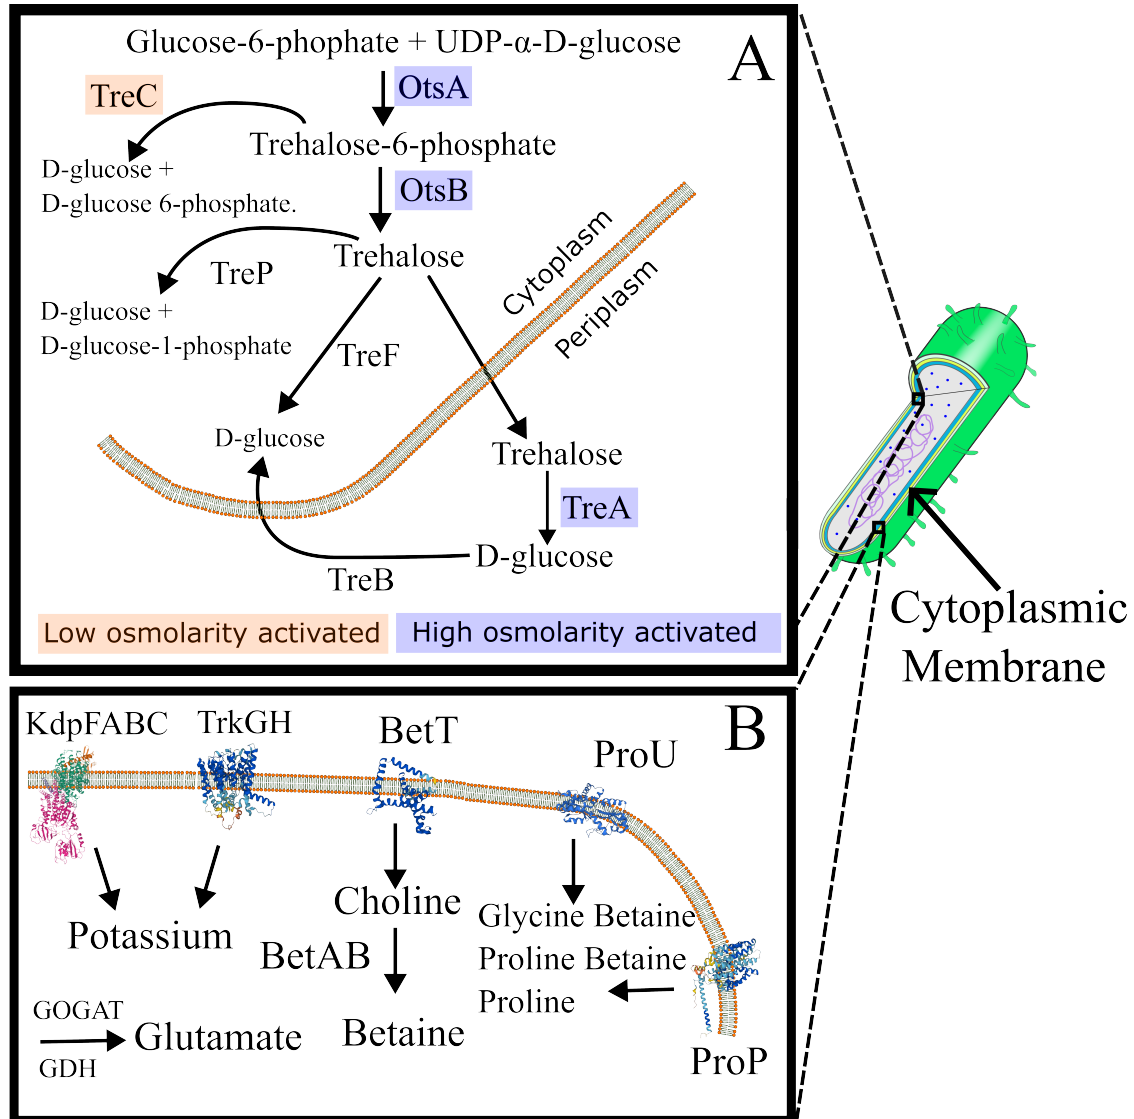 A
Glucose-6-phophate + UDP-α-D-glucose
OtsA
TreC
Trehalose-6-phosphate
D-glucose +
D-glucose 6-phosphate.
OtsB
Trehalose
TreP
D-glucose +
D-glucose-1-phosphate
Cytoplasm
Periplasm
TreF
D-glucose
Trehalose
TreA
D-glucose
TreB
Low osmolarity activated
High osmolarity activated
Cytoplasmic
Membrane
B
KdpFABC
TrkGH
BetT
ProU
Potassium
Choline
BetAB
Betaine
Glycine Betaine
Proline Betaine
Proline
ProP
GOGAT
GDH
Glutamate